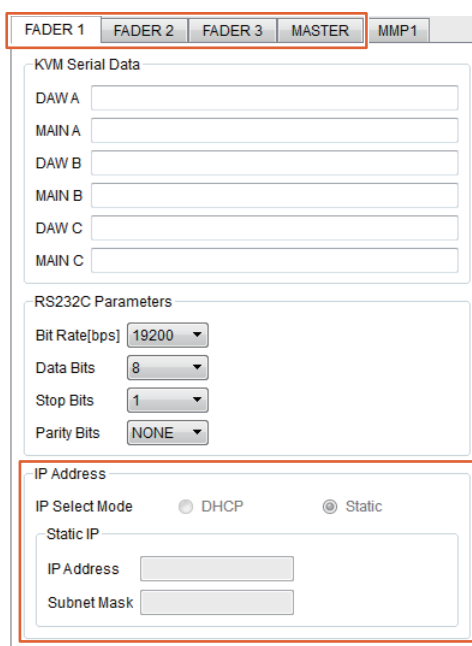 FADER 1 FADER 2 FADER 3 MASTER MMP1
KVM Serial Data
DAW A
MAIN A
DAW B
MAIN B
DAW C
MAIN C
RS232C Parameters
Bit Rate[bps] 19200
Data Bits 8
Stop Bits 1
Parity Bits NONE
IP Address
IP Select Mode DHCP Static
Static IP
IP Address
Subnet Mask